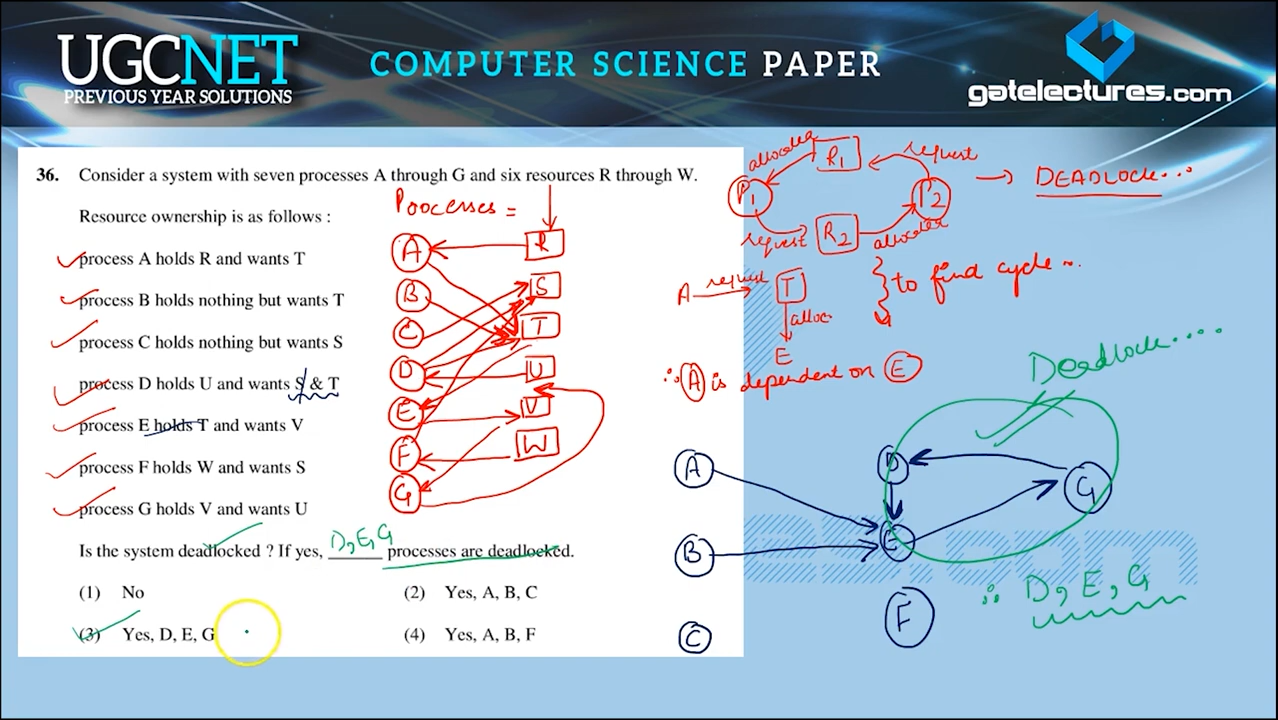 UGCNET
PREVIOUS YEAR SOLUTIONS
COMPUTER SCIENCE PAPER
gatelectures.com
36. Consider a system with seven processes A through G and six resources R through W.
Resource ownership is as follows :
process A holds R and wants T
process B holds nothing but wants T
process C holds nothing but wants S
process D holds U and wants S & T
process E holds T and wants V
process F holds W and wants S
process G holds V and wants U
Is the system deadlocked ? If yes, D, E, G processes are deadlocked.
(1) No
(2) Yes, A, B, C
(3) Yes, D, E, G
(4) Yes, A, B, F
Processes =
A
R
B
S
C
T
D
U
E
V
F
W
G
allocated
R1
request
P1
P2
→ DEADLOCK...
request
R2
allocated
A request T
} to find cycle ...
alloc
E
∴ A is dependent on E
Deadlock....
A
D
G
B
E
∴ D, E, G
F
C